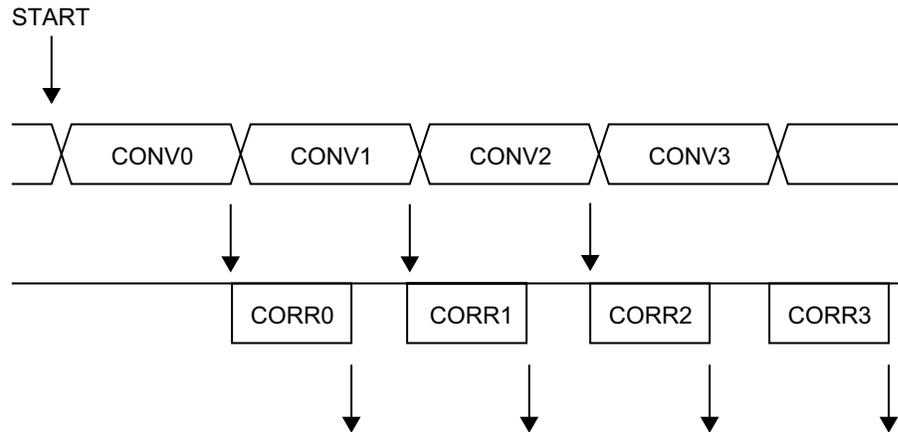 START
CONV0 CONV1 CONV2 CONV3
CORR0 CORR1 CORR2 CORR3